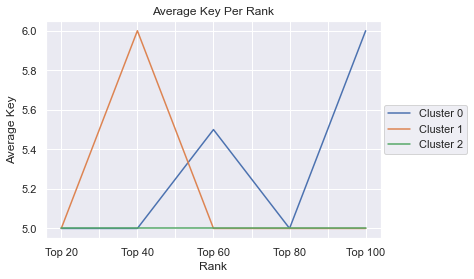 Average Key Per Rank
6.0
5.8
5.6
5.4
5.2
5.0
Average Key
Top 20 Top 40 Top 60 Top 80 Top 100
Rank
Cluster 0
Cluster 1
Cluster 2